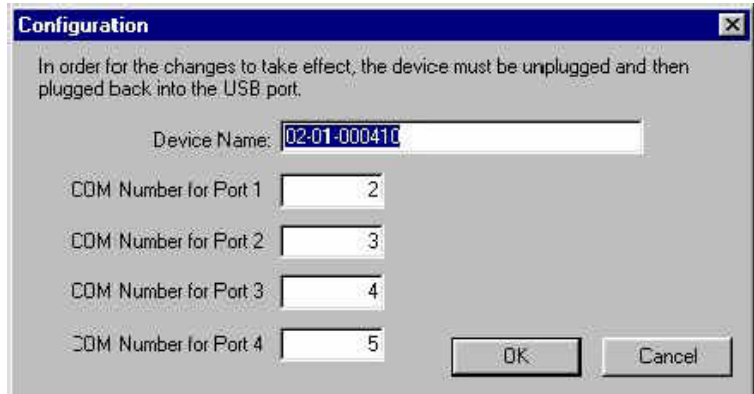 Configuration
In order for the changes to take effect, the device must be unplugged and then
plugged back into the USB port.
Device Name: 02-01-000410
COM Number for Port 1 2
COM Number for Port 2 3
COM Number for Port 3 4
COM Number for Port 4 5
OK Cancel